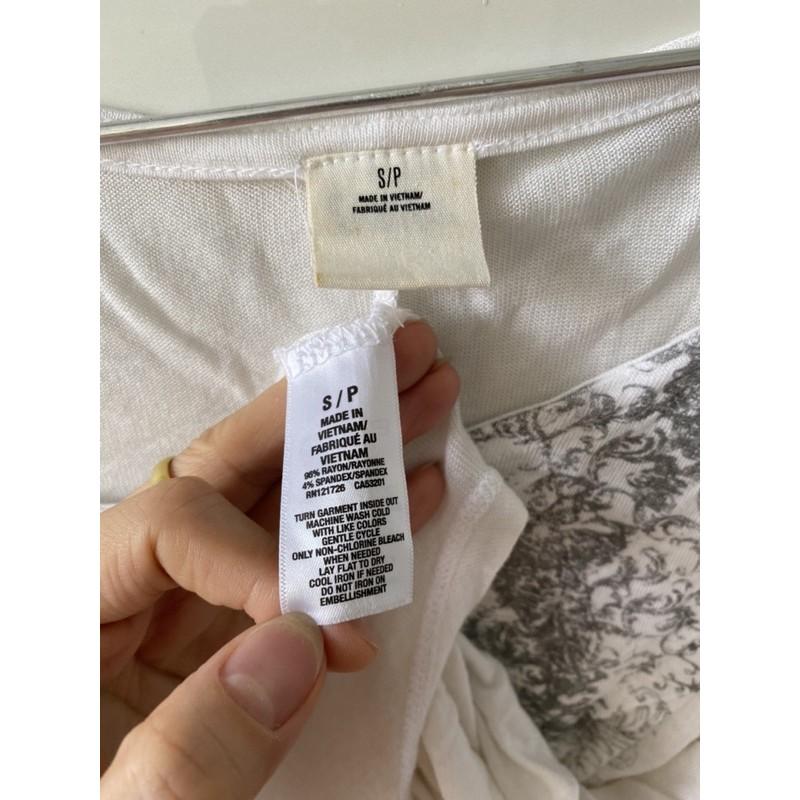 S/P
MADE IN VIETNAM/
FABRIQUÉ AU VIETNAM
S / P
MADE IN
VIETNAM/
FABRIQUÉ AU
VIETNAM
96% RAYON/RAYONNE
4% SPANDEX/SPANDEX
RN121726 CA53201
TURN GARMENT INSIDE OUT
MACHINE WASH COLD
WITH LIKE COLORS
GENTLE CYCLE
ONLY NON-CHLORINE BLEACH
WHEN NEEDED
LAY FLAT TO DRY
COOL IRON IF NEEDED
DO NOT IRON ON
EMBELLISHMENT